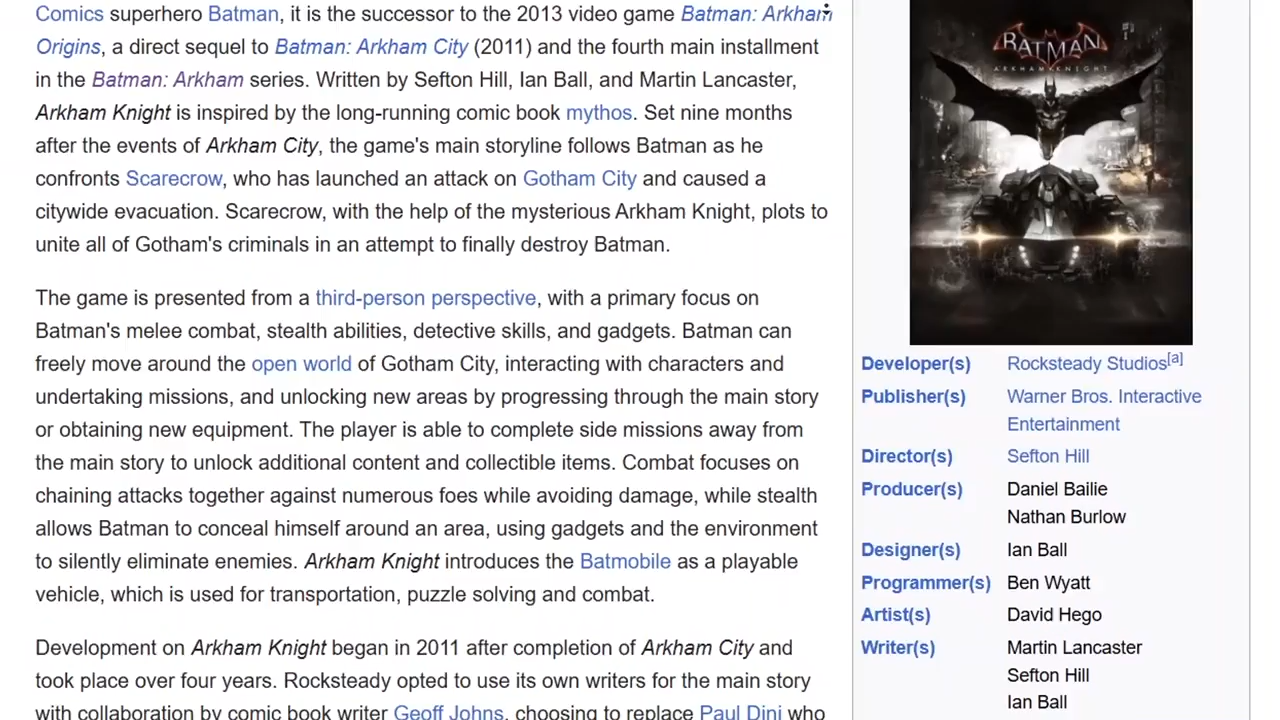 Comics superhero Batman, it is the successor to the 2013 video game Batman: Arkham
Origins, a direct sequel to Batman: Arkham City (2011) and the fourth main installment
in the Batman: Arkham series. Written by Sefton Hill, Ian Ball, and Martin Lancaster,
Arkham Knight is inspired by the long-running comic book mythos. Set nine months
after the events of Arkham City, the game's main storyline follows Batman as he
confronts Scarecrow, who has launched an attack on Gotham City and caused a
citywide evacuation. Scarecrow, with the help of the mysterious Arkham Knight, plots to
unite all of Gotham's criminals in an attempt to finally destroy Batman.
The game is presented from a third-person perspective, with a primary focus on
Batman's melee combat, stealth abilities, detective skills, and gadgets. Batman can
freely move around the open world of Gotham City, interacting with characters and
undertaking missions, and unlocking new areas by progressing through the main story
or obtaining new equipment. The player is able to complete side missions away from
the main story to unlock additional content and collectible items. Combat focuses on
chaining attacks together against numerous foes while avoiding damage, while stealth
allows Batman to conceal himself around an area, using gadgets and the environment
to silently eliminate enemies. Arkham Knight introduces the Batmobile as a playable
vehicle, which is used for transportation, puzzle solving and combat.
Development on Arkham Knight began in 2011 after completion of Arkham City and
took place over four years. Rocksteady opted to use its own writers for the main story
with collaboration by comic book writer Geoff Johns, choosing to replace Paul Dini who
BATMAN
ARKHAM KNIGHT
Developer(s) Rocksteady Studios[a]
Publisher(s) Warner Bros. Interactive
Entertainment
Director(s) Sefton Hill
Producer(s) Daniel Bailie
Nathan Burlow
Designer(s) Ian Ball
Programmer(s) Ben Wyatt
Artist(s) David Hego
Writer(s) Martin Lancaster
Sefton Hill
Ian Ball